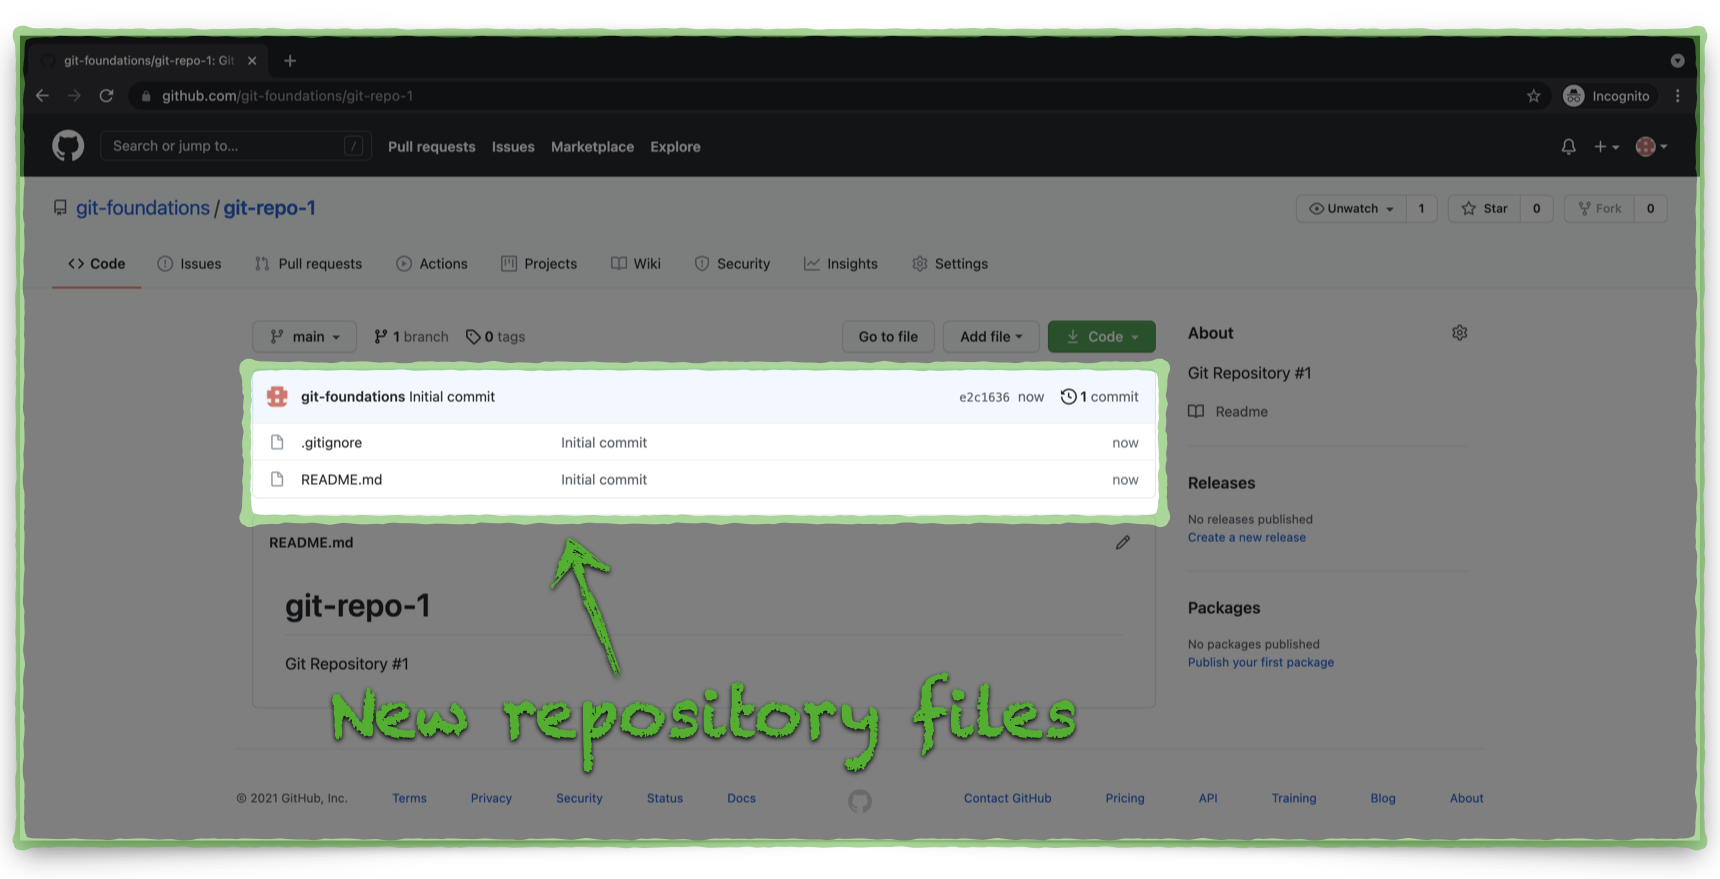 git-foundations/git-repo-1: Git
github.com/git-foundations/git-repo-1
Incognito
Search or jump to...
/
Pull requests Issues Marketplace Explore
git-foundations / git-repo-1
Unwatch 1 Star 0 Fork 0
Code Issues Pull requests Actions Projects Wiki Security Insights Settings
main 1 branch 0 tags Go to file Add file Code
git-foundations Initial commit e2c1636 now 1 commit
.gitignore Initial commit now
README.md Initial commit now
README.md
git-repo-1
Git Repository #1
About
Git Repository #1
Readme
Releases
No releases published
Create a new release
Packages
No packages published
Publish your first package
New repository files
© 2021 GitHub, Inc. Terms Privacy Security Status Docs Contact GitHub Pricing API Training Blog About